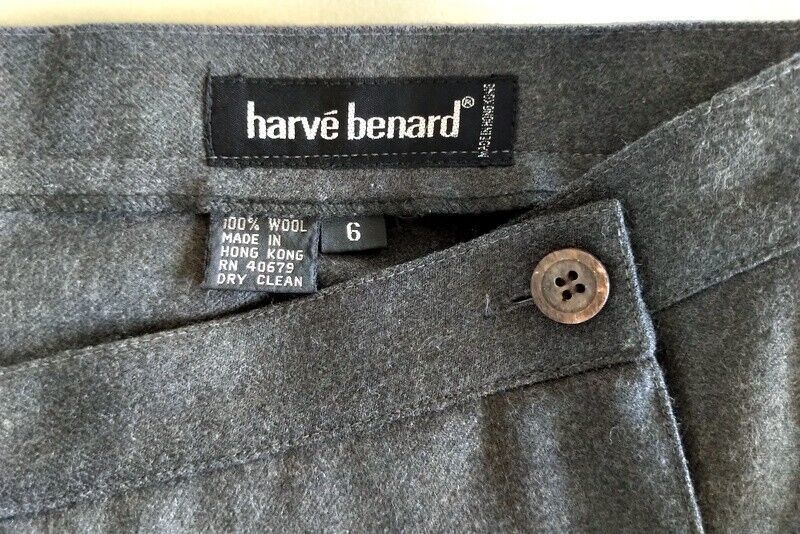 harvé benard®
MADE IN HONG KONG
100% WOOL
MADE IN
HONG KONG
RN 40679
DRY CLEAN
6